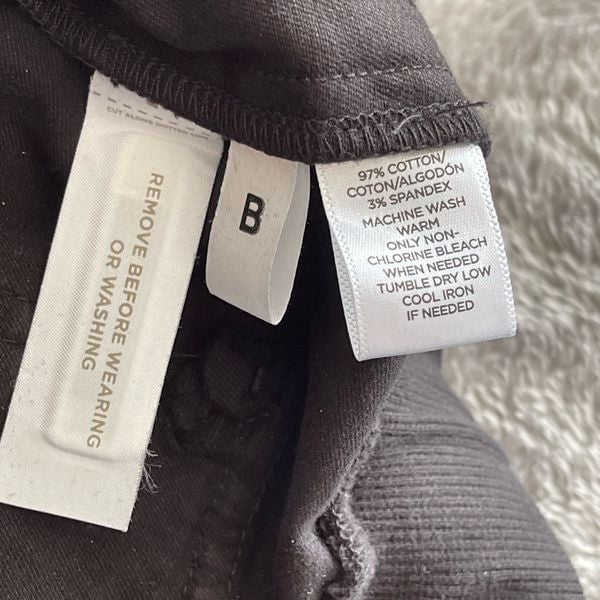 CUT ALONG DOTTED LINE
REMOVE BEFORE WEARING
OR WASHING
B
97% COTTON/
COTON/ALGODÓN
3% SPANDEX
MACHINE WASH
WARM
ONLY NON-
CHLORINE BLEACH
WHEN NEEDED
TUMBLE DRY LOW
COOL IRON
IF NEEDED